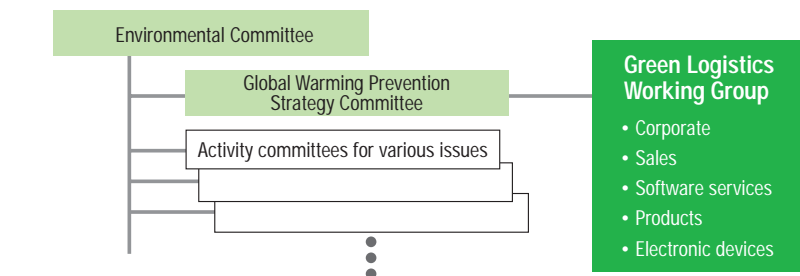 Environmental Committee
Global Warming Prevention
Strategy Committee
Activity committees for various issues
Green Logistics
Working Group
• Corporate
• Sales
• Software services
• Products
• Electronic devices